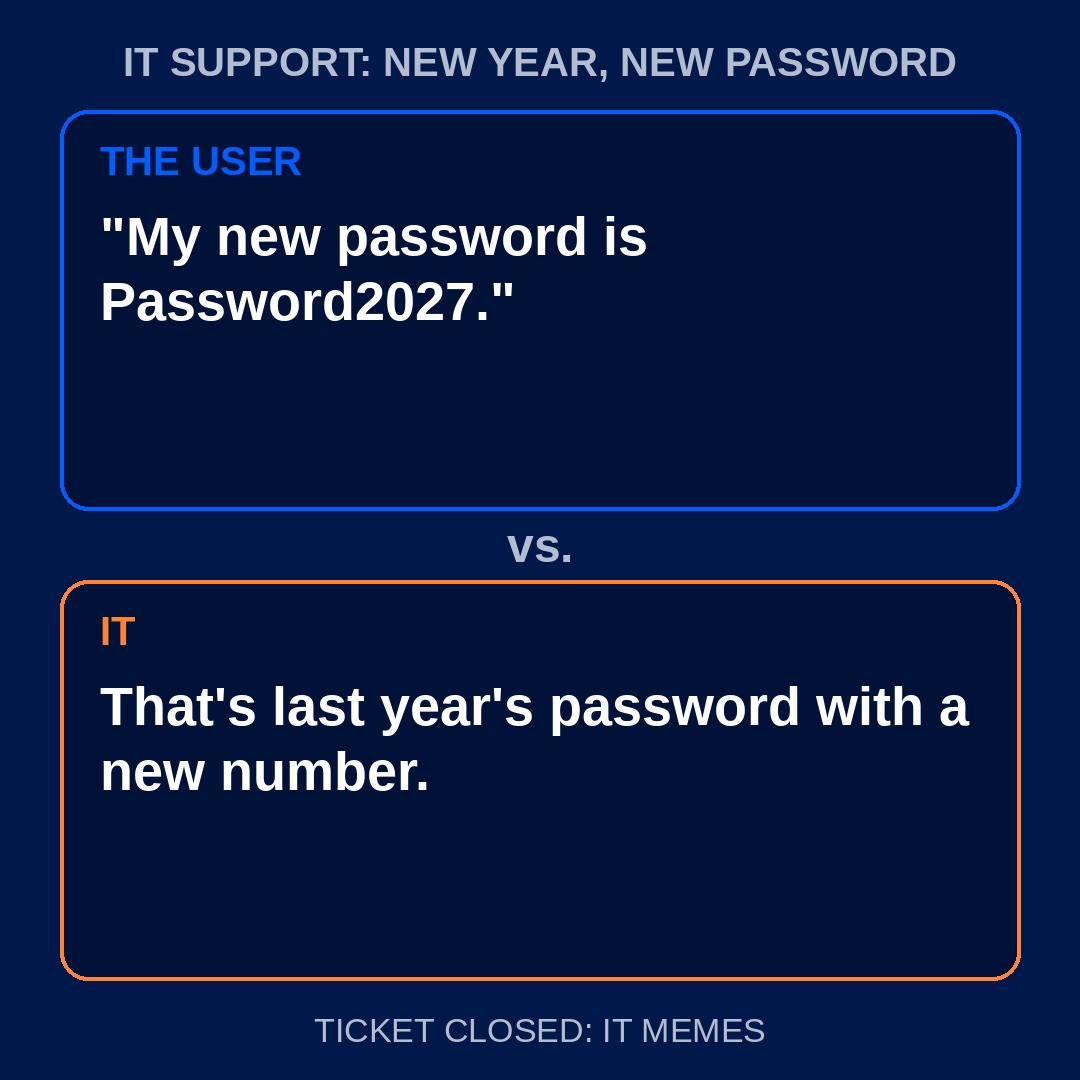 IT SUPPORT: NEW YEAR, NEW PASSWORD
THE USER
"My new password is
Password2027."
vs.
IT
That's last year's password with a
new number.
TICKET CLOSED: IT MEMES